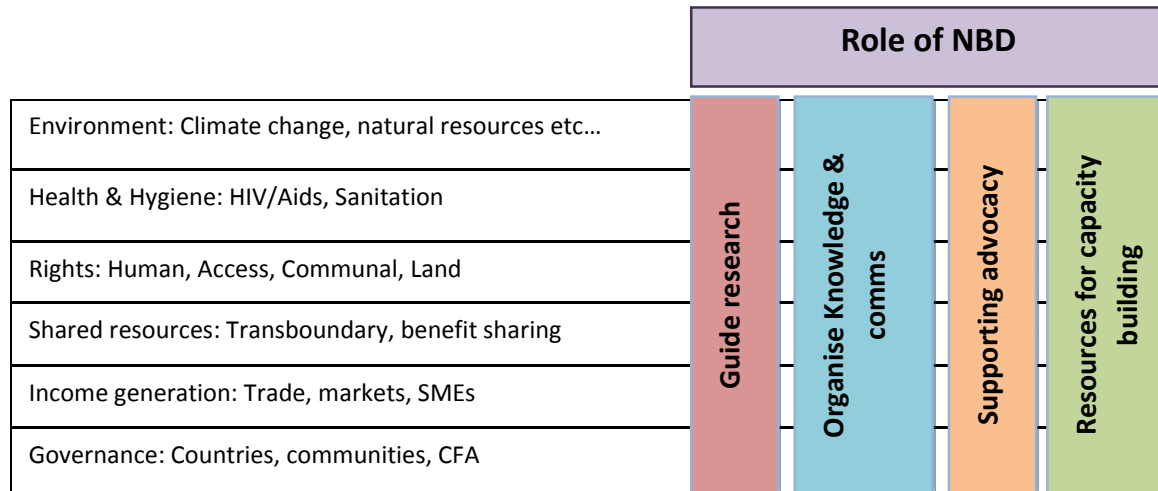 Role of NBD
Environment: Climate change, natural resources etc…
Health & Hygiene: HIV/Aids, Sanitation
Rights: Human, Access, Communal, Land
Shared resources: Transboundary, benefit sharing
Income generation: Trade, markets, SMEs
Governance: Countries, communities, CFA
Guide research
Organise Knowledge &
comms
Supporting advocacy
Resources for capacity
building